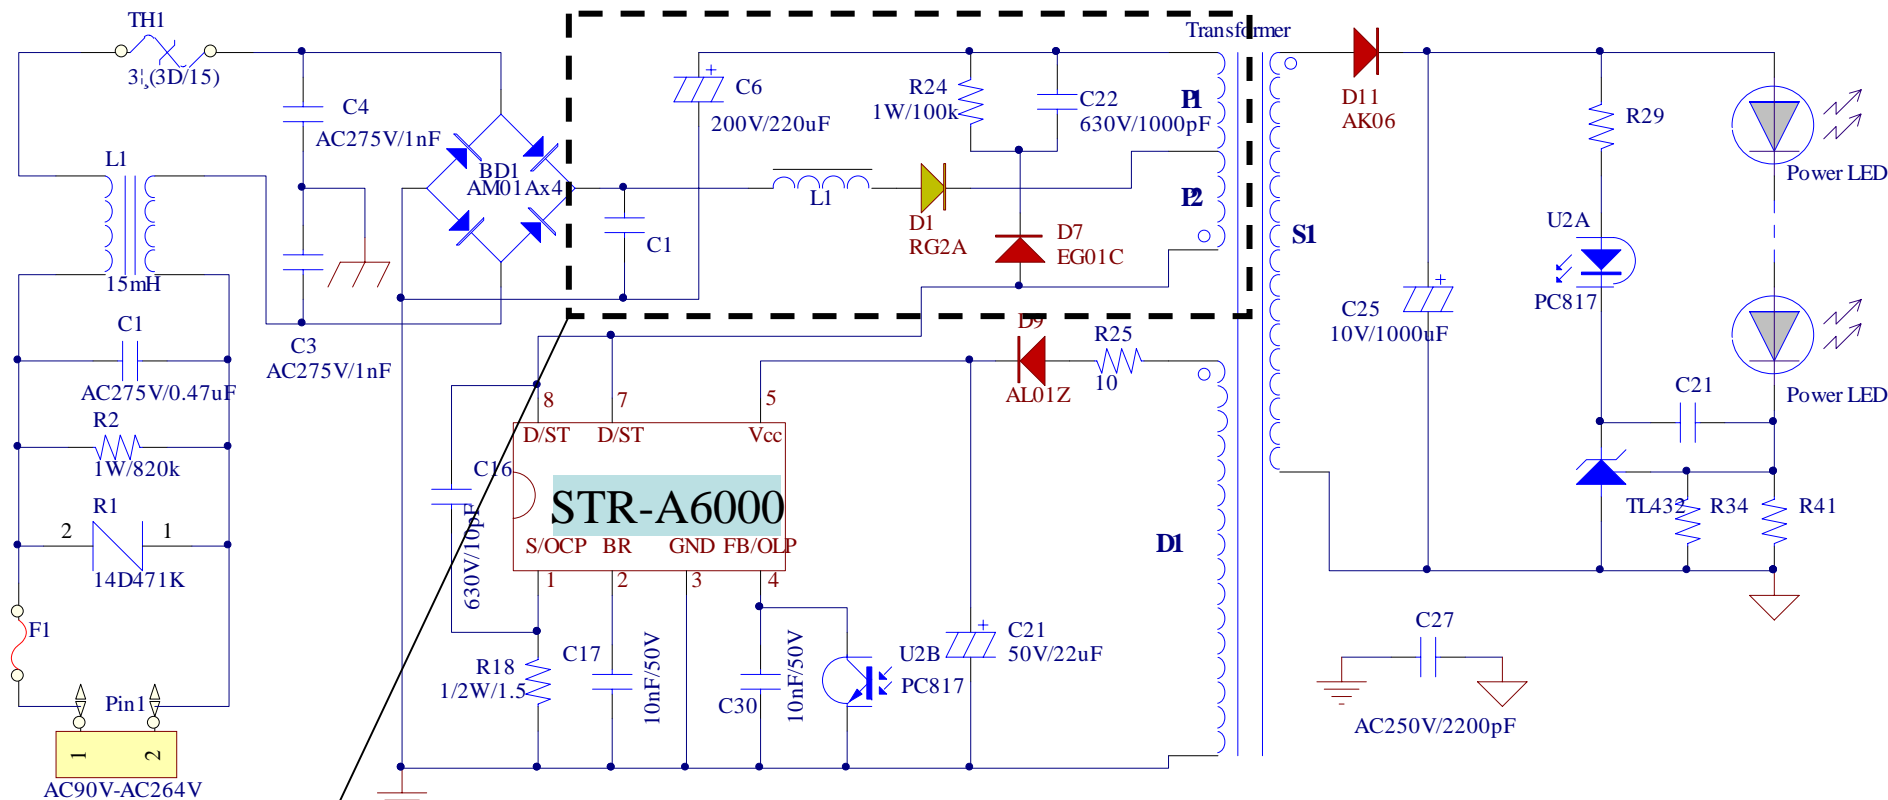 TH1
3¦¸(3D/15)
C4
AC275V/1nF
L1
15mH
C1
AC275V/0.47uF
R2
1W/820k
R1
2
1
14D471K
F1
Pin1
1
2
AC90V-AC264V
C3
AC275V/1nF
BD1
AM01Ax4
C6
200V/220uF
C1
L1
D1
RG2A
R24
1W/100k
C22
630V/1000pF
D7
EG01C
Transformer
P1
P2
S1
D1
D9
AL01Z
R25
10
8
7
5
D/ST
D/ST
Vcc
STR-A6000
S/OCP
BR
GND
FB/OLP
1
2
3
4
C16
630V/10pF
R18
1/2W/1.5
C17
10nF/50V
C30
10nF/50V
U2B
PC817
C21
50V/22uF
D11
AK06
C25
10V/1000uF
R29
U2A
PC817
Power LED
Power LED
C21
TL432
R34
R41
C27
AC250V/2200pF